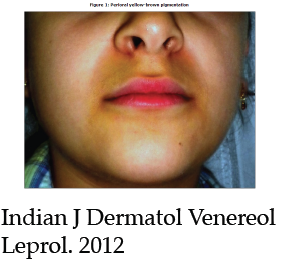 Figure 1: Perioral yellow-brown pigmentation
Indian J Dermatol Venereol
Leprol. 2012